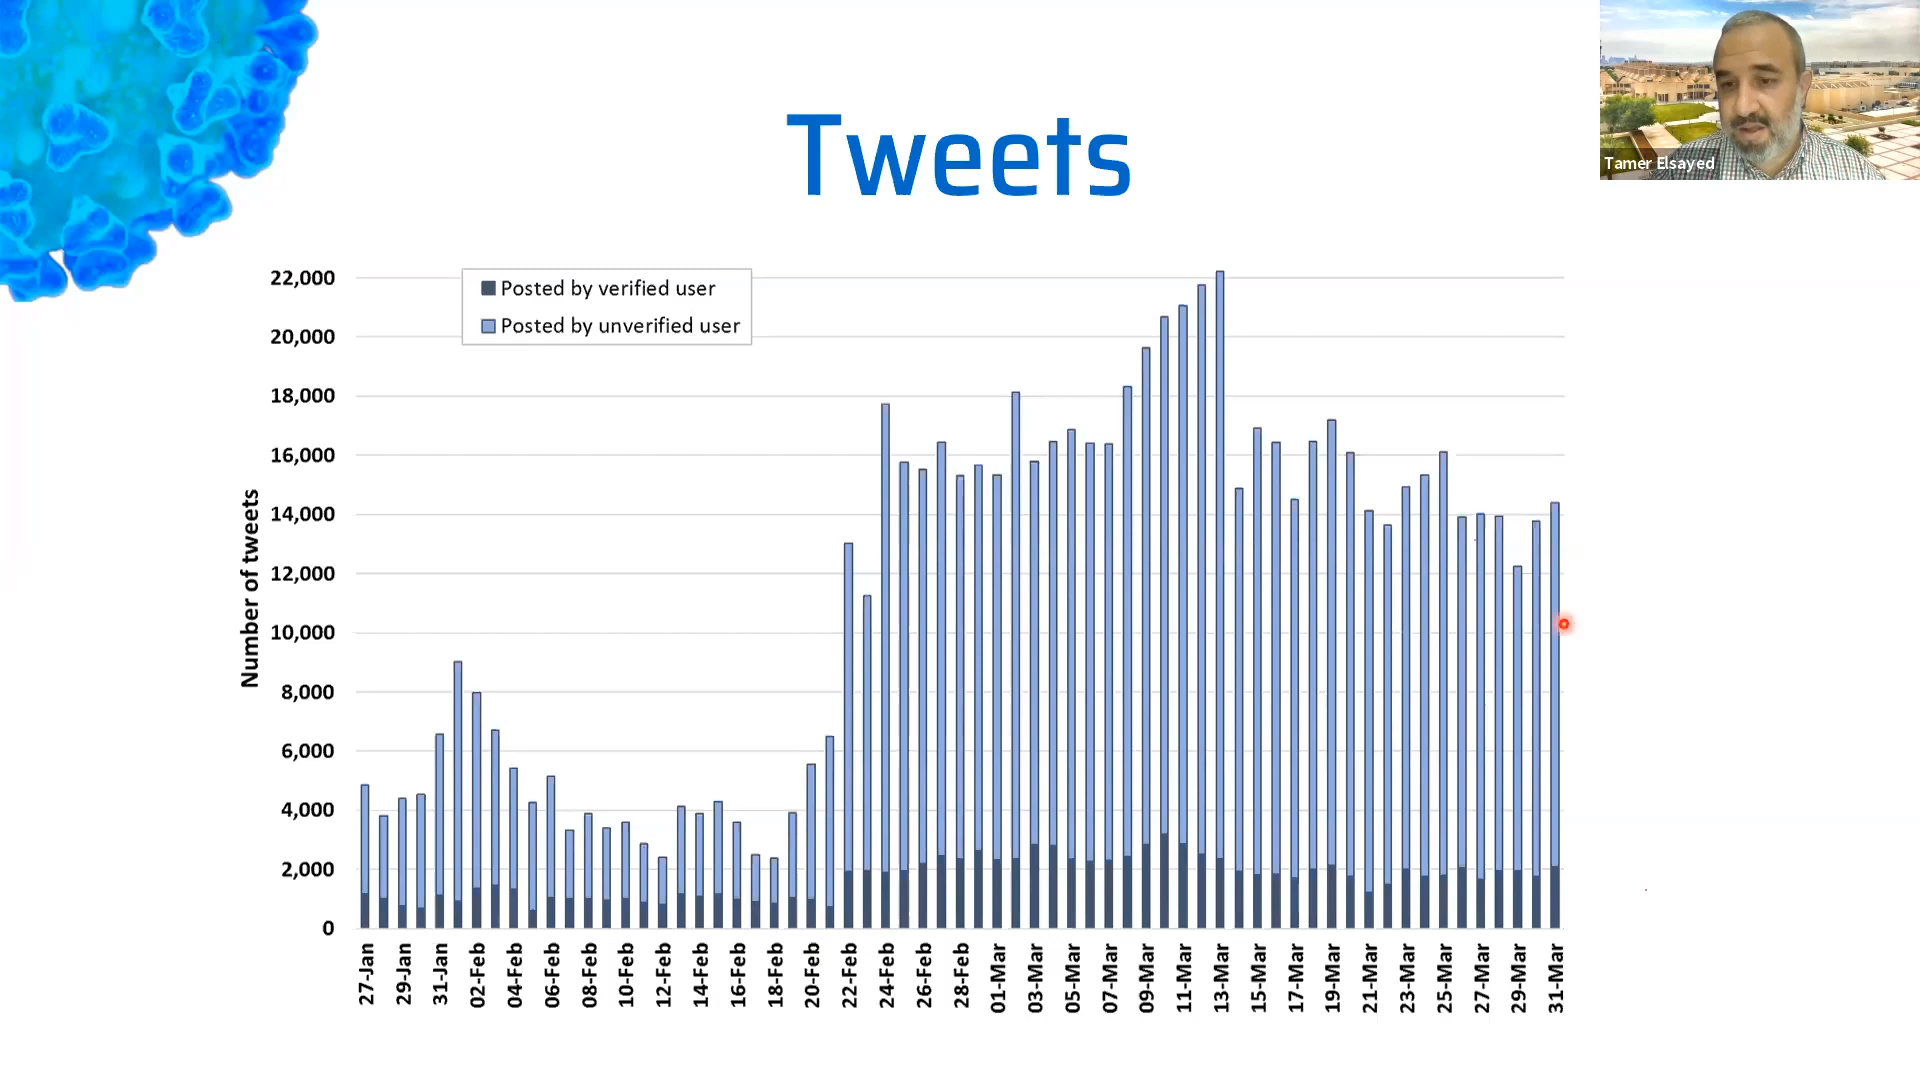 Tweets
Tamer Elsayed
Posted by verified user
Posted by unverified user
Number of tweets
22,000
20,000
18,000
16,000
14,000
12,000
10,000
8,000
6,000
4,000
2,000
0
27-Jan
29-Jan
31-Jan
02-Feb
04-Feb
06-Feb
08-Feb
10-Feb
12-Feb
14-Feb
16-Feb
18-Feb
20-Feb
22-Feb
24-Feb
26-Feb
28-Feb
01-Mar
03-Mar
05-Mar
07-Mar
09-Mar
11-Mar
13-Mar
15-Mar
17-Mar
19-Mar
21-Mar
23-Mar
25-Mar
27-Mar
29-Mar
31-Mar